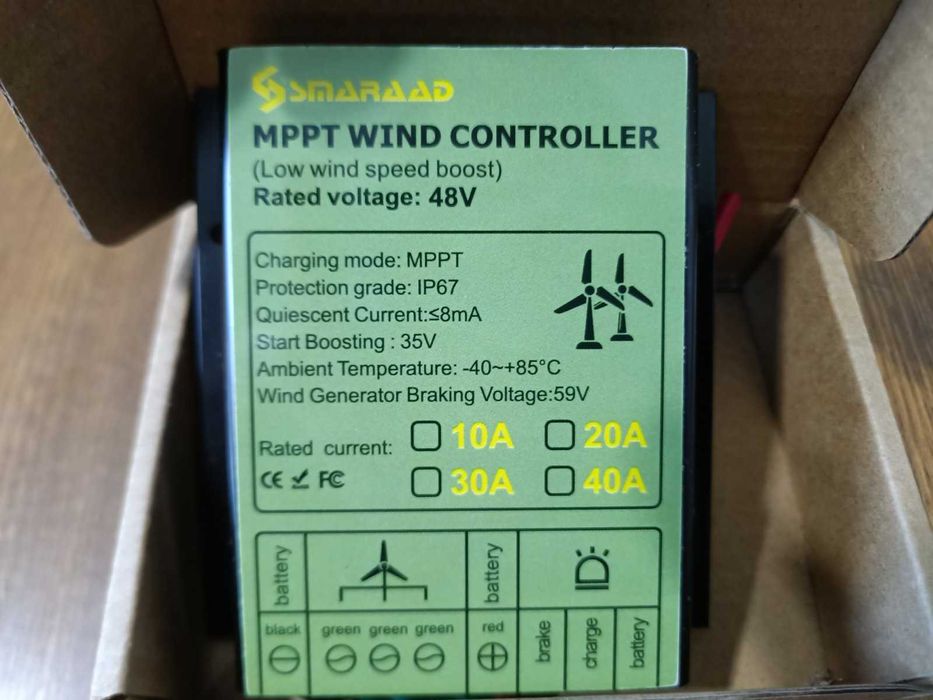 SMARAAD
MPPT WIND CONTROLLER
(Low wind speed boost)
Rated voltage: 48V
Charging mode: MPPT
Protection grade: IP67
Quiescent Current:≤8mA
Start Boosting : 35V
Ambient Temperature: -40~+85°C
Wind Generator Braking Voltage:59V
Rated current: 10A 20A
CE FC 30A 40A
battery battery
black green green green red brake charge battery